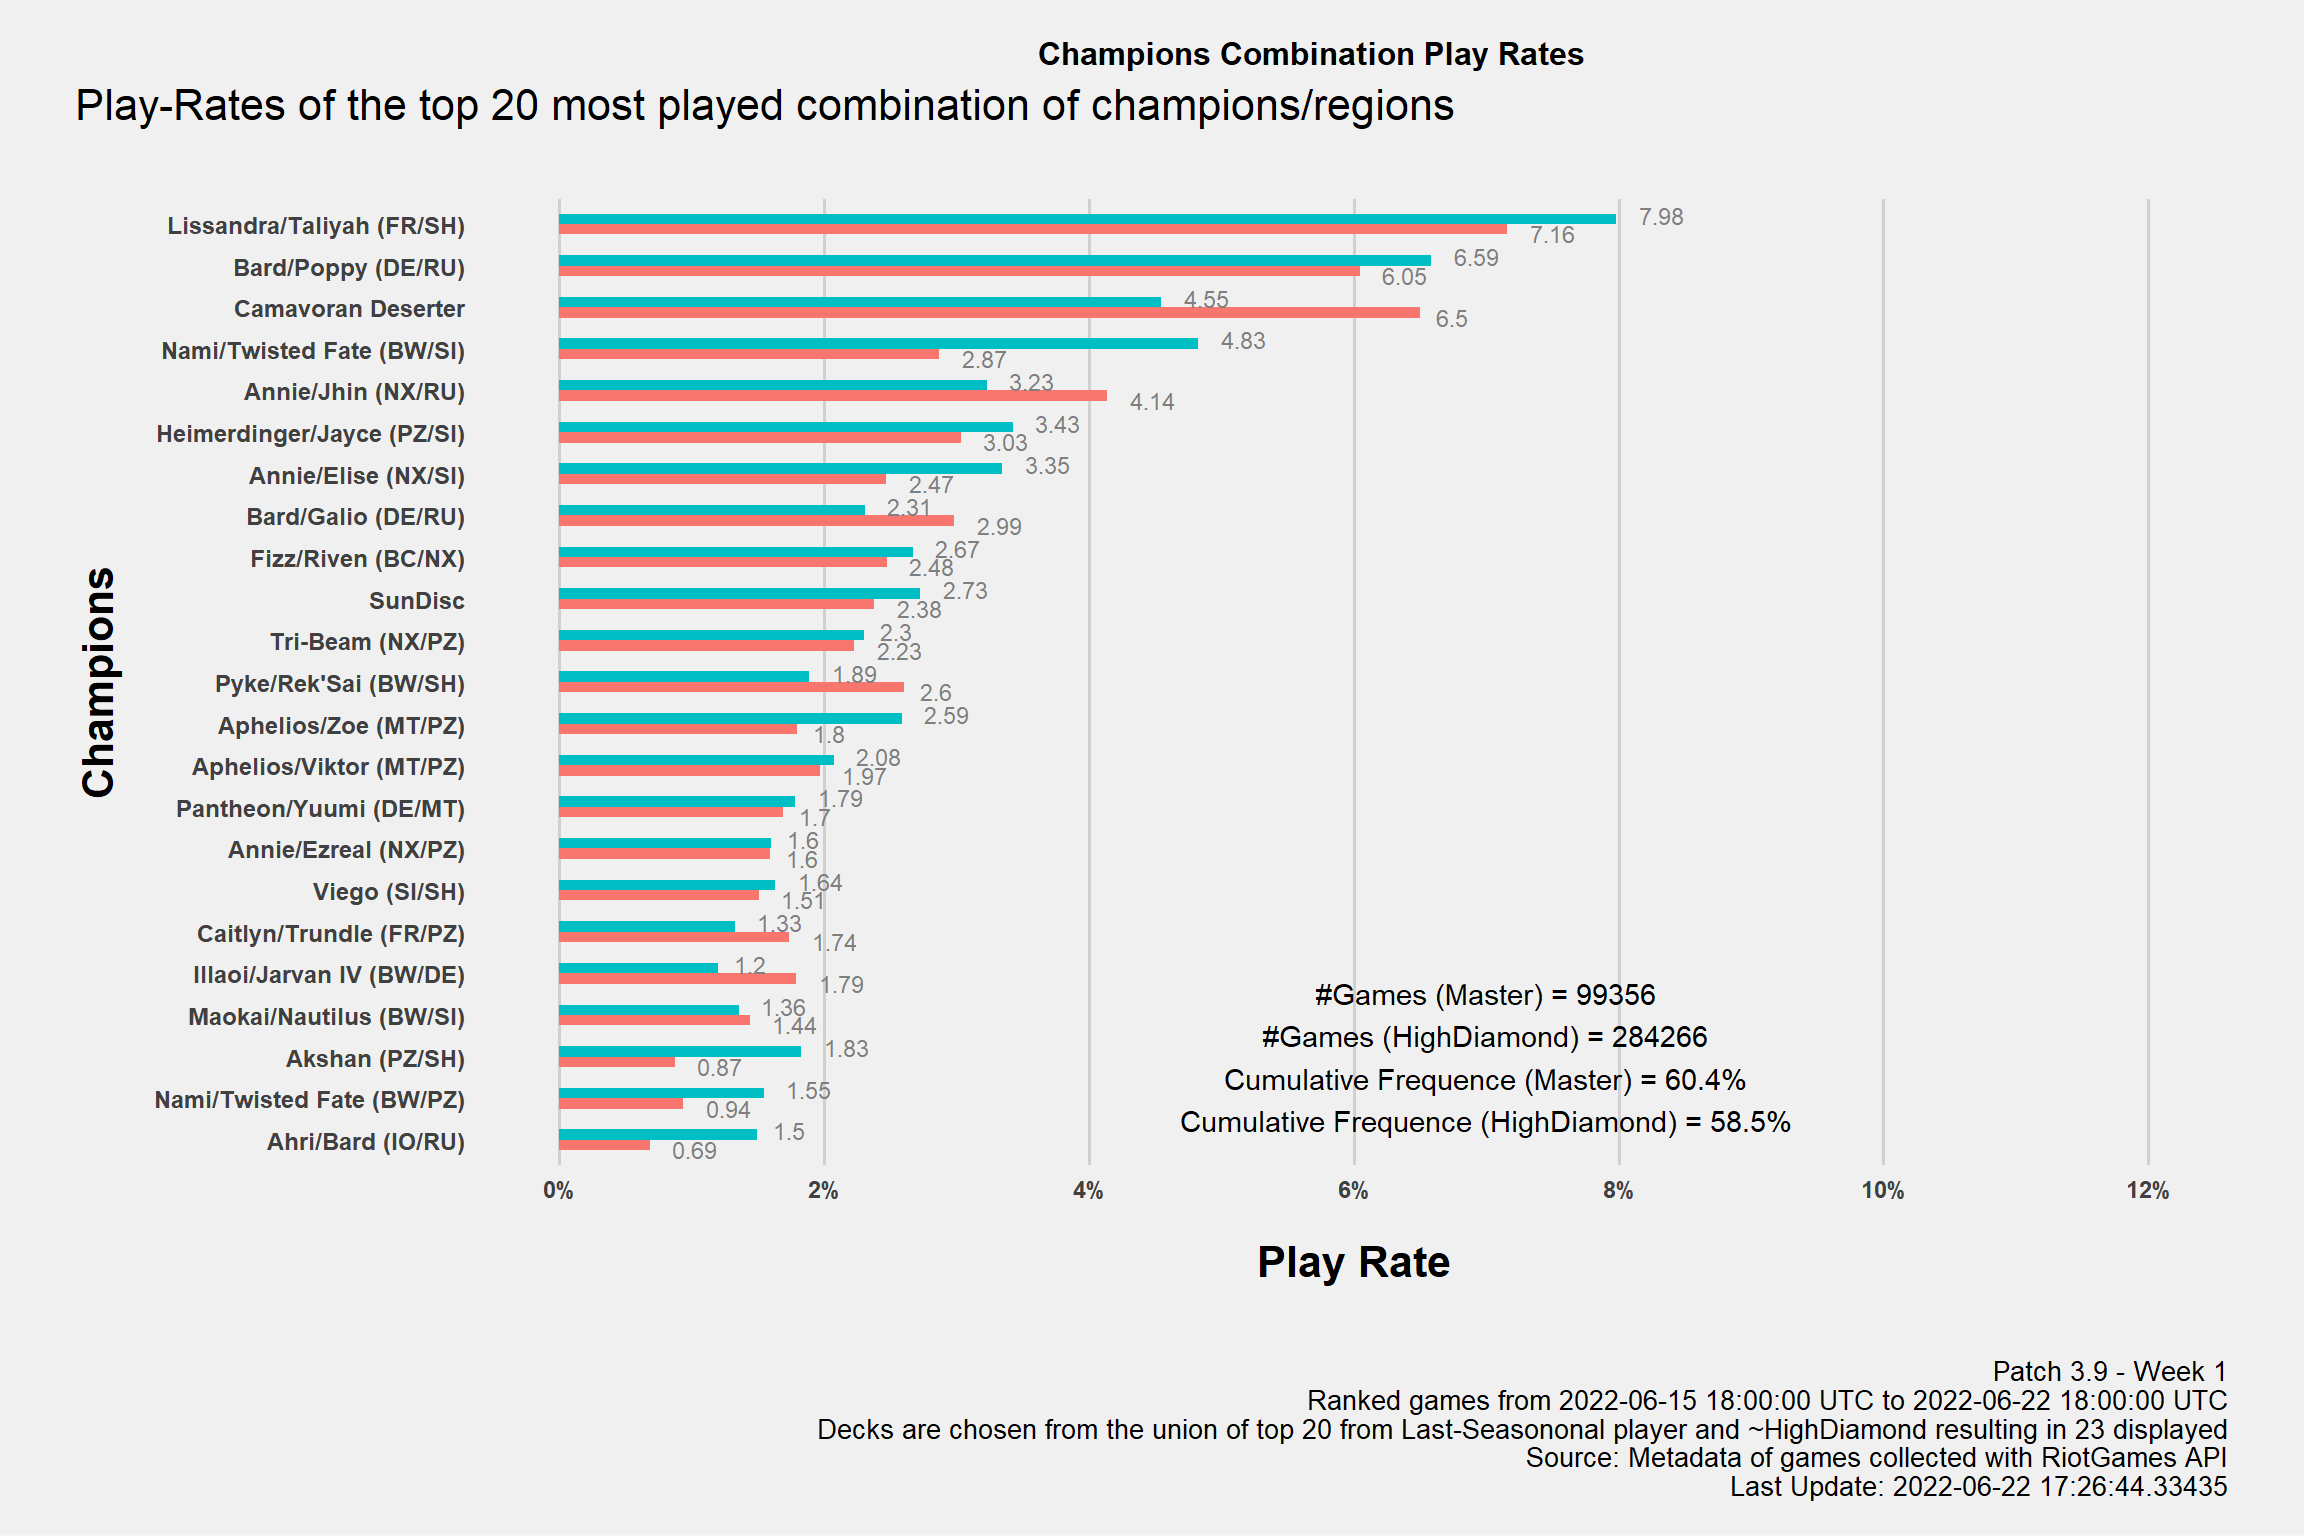 Champions Combination Play Rates
Play-Rates of the top 20 most played combination of champions/regions
Champions
Lissandra/Taliyah (FR/SH) 7.98 7.16
Bard/Poppy (DE/RU) 6.59 6.05
Camavoran Deserter 4.55 6.5
Nami/Twisted Fate (BW/SI) 4.83 2.87
Annie/Jhin (NX/RU) 3.23 4.14
Heimerdinger/Jayce (PZ/SI) 3.43 3.03
Annie/Elise (NX/SI) 3.35 2.47
Bard/Galio (DE/RU) 2.31 2.99
Fizz/Riven (BC/NX) 2.67 2.48
SunDisc 2.73 2.38
Tri-Beam (NX/PZ) 2.3 2.23
Pyke/Rek'Sai (BW/SH) 1.89 2.6
Aphelios/Zoe (MT/PZ) 2.59 1.8
Aphelios/Viktor (MT/PZ) 2.08 1.97
Pantheon/Yuumi (DE/MT) 1.79 1.7
Annie/Ezreal (NX/PZ) 1.6 1.6
Viego (SI/SH) 1.64 1.51
Caitlyn/Trundle (FR/PZ) 1.33 1.74
Illaoi/Jarvan IV (BW/DE) 1.2 1.79
Maokai/Nautilus (BW/SI) 1.36 1.44
Akshan (PZ/SH) 1.83 0.87
Nami/Twisted Fate (BW/PZ) 1.55 0.94
Ahri/Bard (IO/RU) 1.5 0.69
#Games (Master) = 99356
#Games (HighDiamond) = 284266
Cumulative Frequence (Master) = 60.4%
Cumulative Frequence (HighDiamond) = 58.5%
0% 2% 4% 6% 8% 10% 12%
Play Rate
Patch 3.9 - Week 1
Ranked games from 2022-06-15 18:00:00 UTC to 2022-06-22 18:00:00 UTC
Decks are chosen from the union of top 20 from Last-Seasononal player and ~HighDiamond resulting in 23 displayed
Source: Metadata of games collected with RiotGames API
Last Update: 2022-06-22 17:26:44.33435